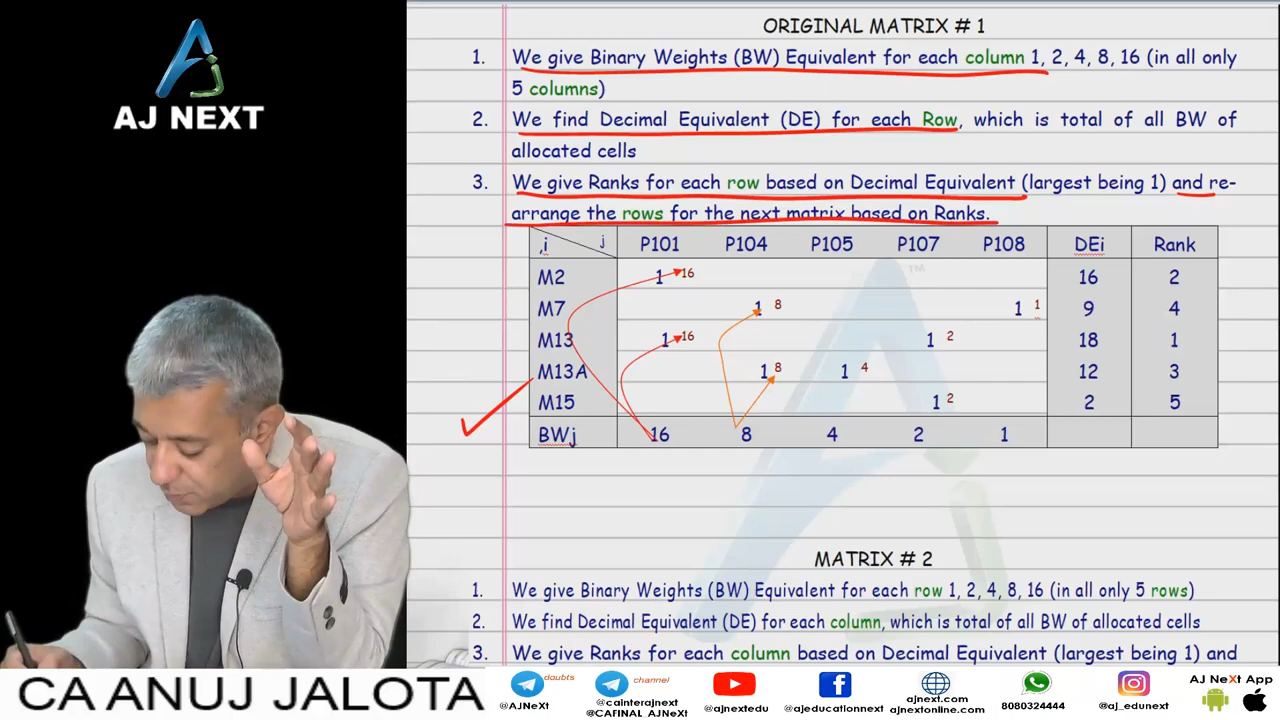 AJ NEXT
ORIGINAL MATRIX # 1
1. We give Binary Weights (BW) Equivalent for each column 1, 2, 4, 8, 16 (in all only
5 columns)
2. We find Decimal Equivalent (DE) for each Row, which is total of all BW of
allocated cells
3. We give Ranks for each row based on Decimal Equivalent (largest being 1) and re-
arrange the rows for the next matrix based on Ranks.
,i j P101 P104 P105 P107 P108 DEi Rank
M2 1 16 16 2
M7 1 8 1 1 9 4
M13 1 16 1 2 18 1
M13A 1 8 1 4 12 3
M15 1 2 2 5
BWj 16 8 4 2 1
MATRIX # 2
1. We give Binary Weights (BW) Equivalent for each row 1, 2, 4, 8, 16 (in all only 5 rows)
2. We find Decimal Equivalent (DE) for each column, which is total of all BW of allocated cells
3. We give Ranks for each column based on Decimal Equivalent (largest being 1) and
CA ANUJ JALOTA
doubts
@AJNeXt
channel
@cainterajnext
@CAFINAL_AJNeXt
@ajnextedu
@ajeducationnext
ajnext.com
ajnextonline.com
8080324444
@aj_edunext
AJ NeXt App